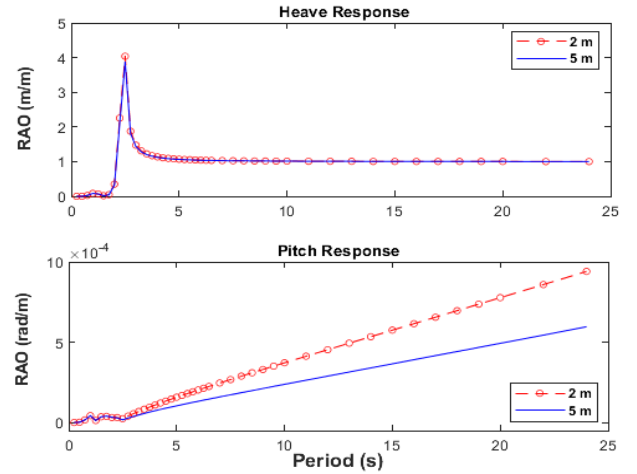 Heave Response
RAO (m/m)
5
4
3
2
1
0
0 5 10 15 20 25
2 m
5 m
Pitch Response
×10⁻⁴
RAO (rad/m)
10
5
0
0 5 10 15 20 25
2 m
5 m
Period (s)